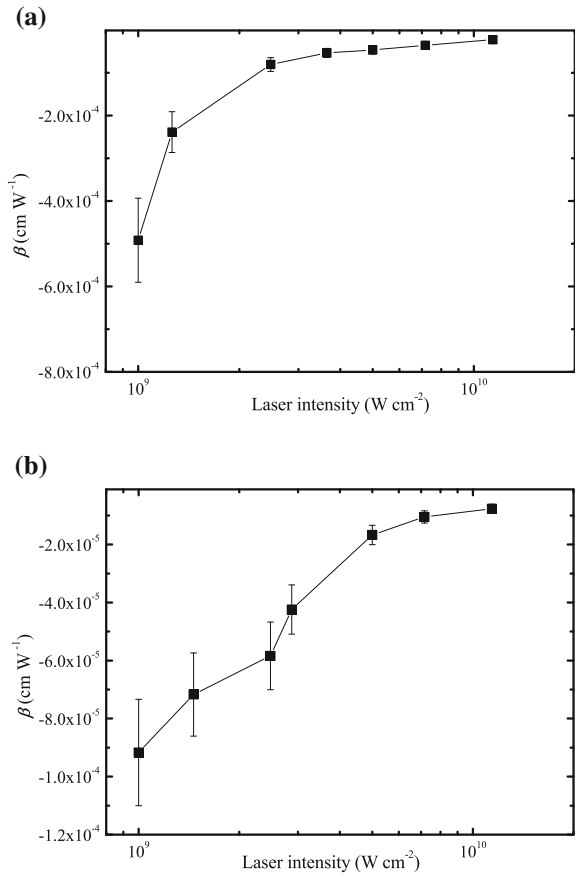 (a)
-2.0x10⁻⁴
-4.0x10⁻⁴
-6.0x10⁻⁴
-8.0x10⁻⁴
β (cm W⁻¹)
10⁹
10¹⁰
Laser intensity (W cm⁻²)
(b)
-2.0x10⁻⁵
-4.0x10⁻⁵
-6.0x10⁻⁵
-8.0x10⁻⁵
-1.0x10⁻⁴
-1.2x10⁻⁴
β (cm W⁻¹)
10⁹
10¹⁰
Laser intensity (W cm⁻²)